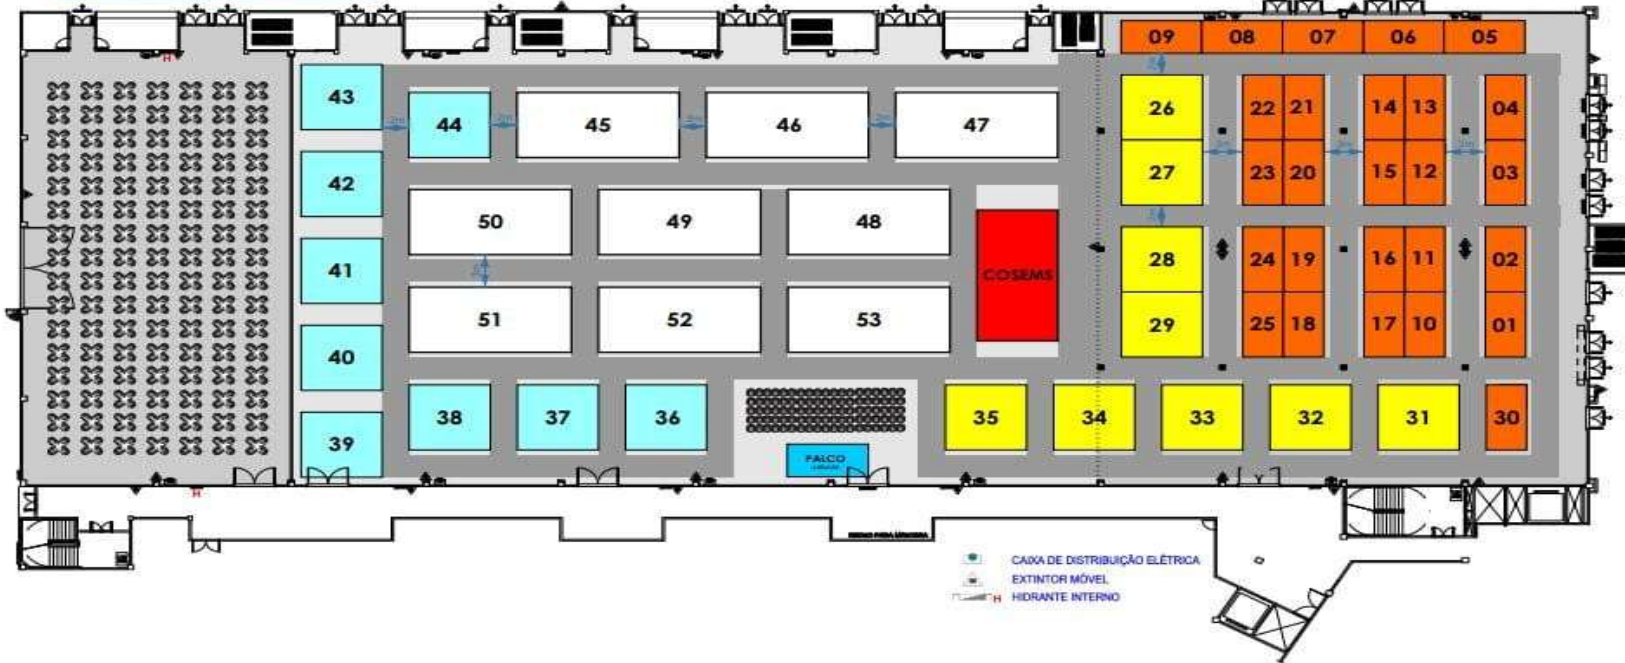 09 08 07 06 05
43 44 45 46 47 26 22 21 14 13 04
42 27 23 20 15 12 03
50 49 48
41 COSEMS 28 24 19 16 11 02
51 52 53 29 25 18 17 10 01
40
38 37 36 35 34 33 32 31 30
39
PALCO
H
H
CAIXA DE DISTRIBUIÇÃO ELÉTRICA
EXTINTOR MÓVEL
H HIDRANTE INTERNO